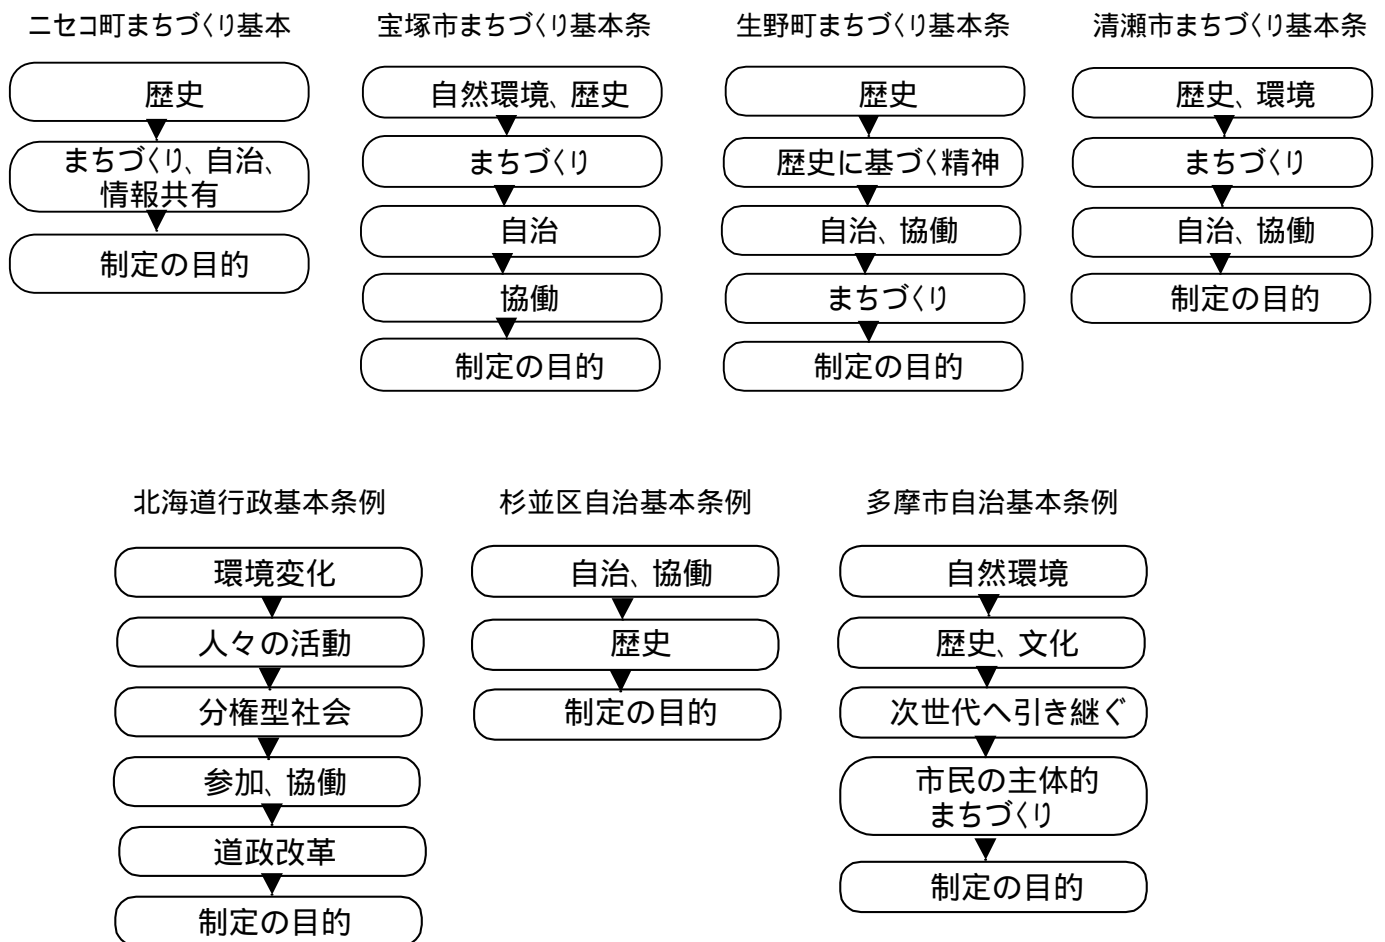 ニセコ町まちづくり基本
歴史
まちづくり、自治、
情報共有
制定の目的
宝塚市まちづくり基本条
自然環境、歴史
まちづくり
自治
協働
制定の目的
生野町まちづくり基本条
歴史
歴史に基づく精神
自治、協働
まちづくり
制定の目的
清瀬市まちづくり基本条
歴史、環境
まちづくり
自治、協働
制定の目的
北海道行政基本条例
環境変化
人々の活動
分権型社会
参加、協働
道政改革
制定の目的
杉並区自治基本条例
自治、協働
歴史
制定の目的
多摩市自治基本条例
自然環境
歴史、文化
次世代へ引き継ぐ
市民の主体的
まちづくり
制定の目的